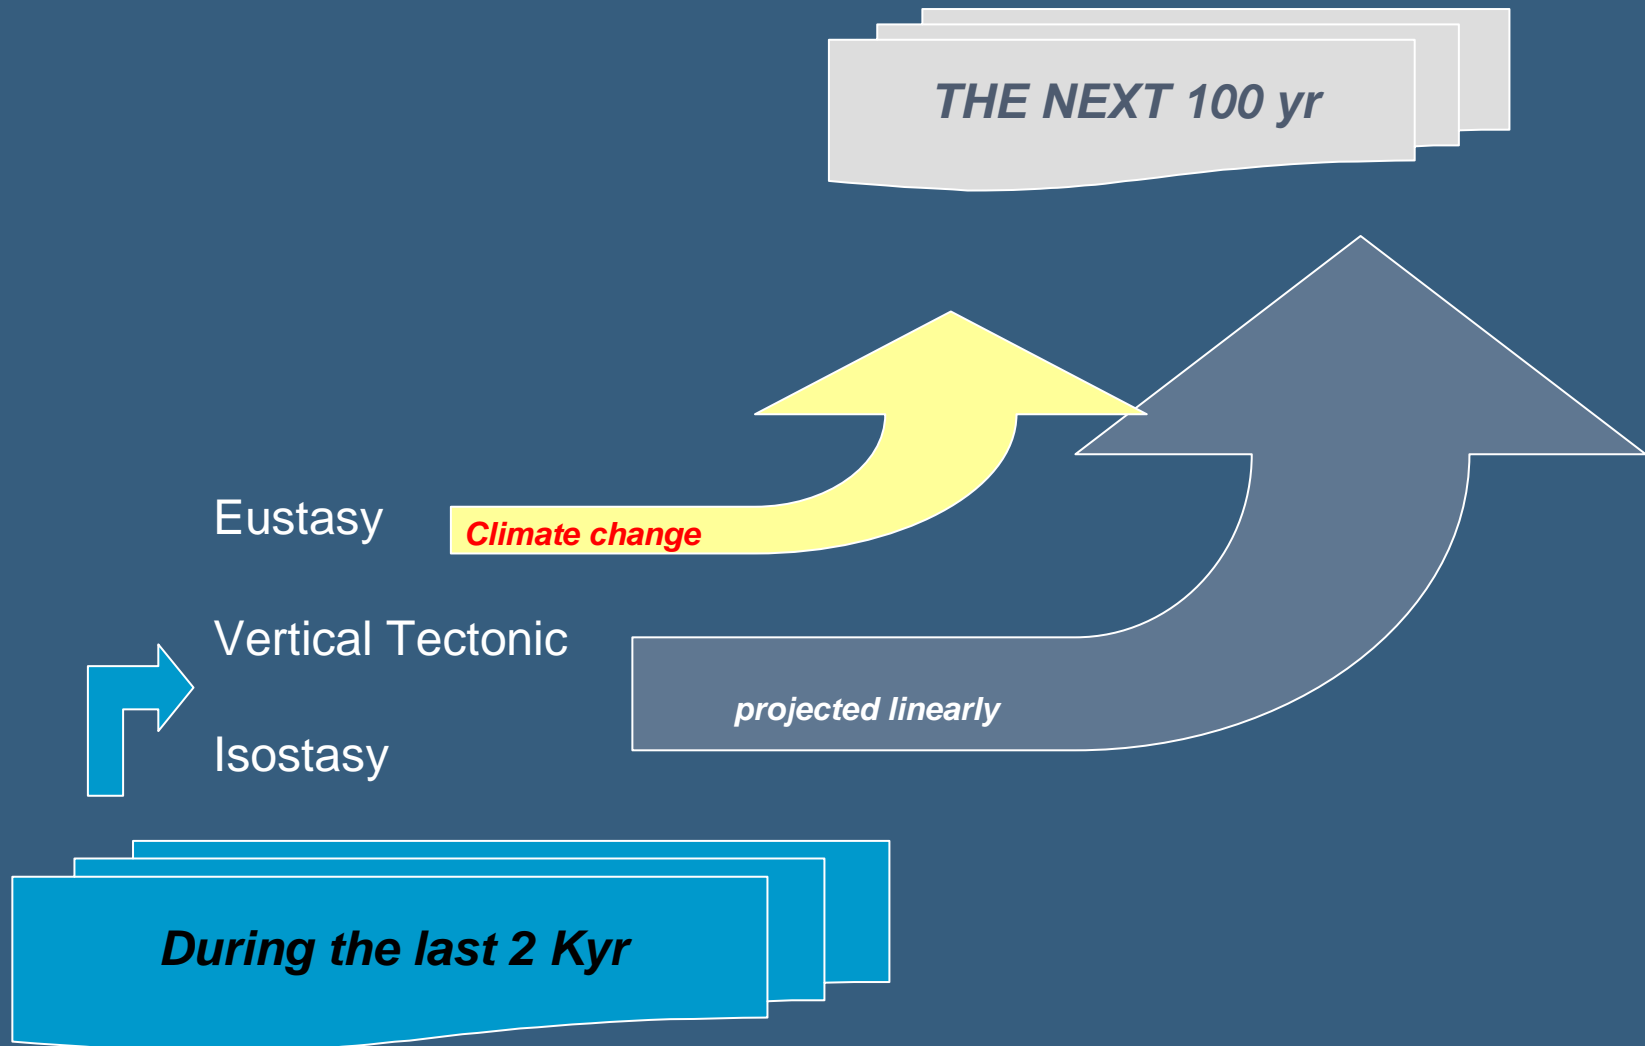 THE NEXT 100 yr
Eustasy
Climate change
Vertical Tectonic
projected linearly
Isostasy
During the last 2 Kyr